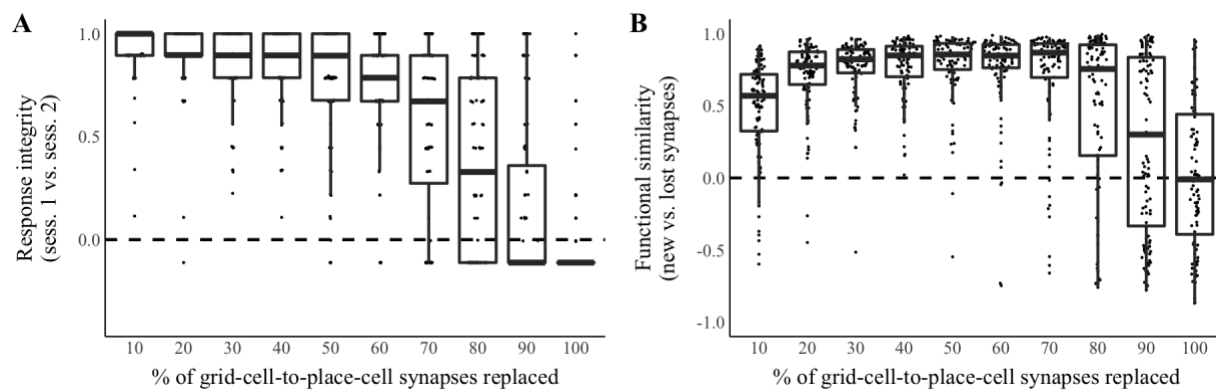 A
Response integrity
(sess. 1 vs. sess. 2)
1.0
0.5
0.0
10 20 30 40 50 60 70 80 90 100
% of grid-cell-to-place-cell synapses replaced
B
Functional similarity
(new vs. lost synapses)
1.0
0.5
0.0
-0.5
-1.0
10 20 30 40 50 60 70 80 90 100
% of grid-cell-to-place-cell synapses replaced